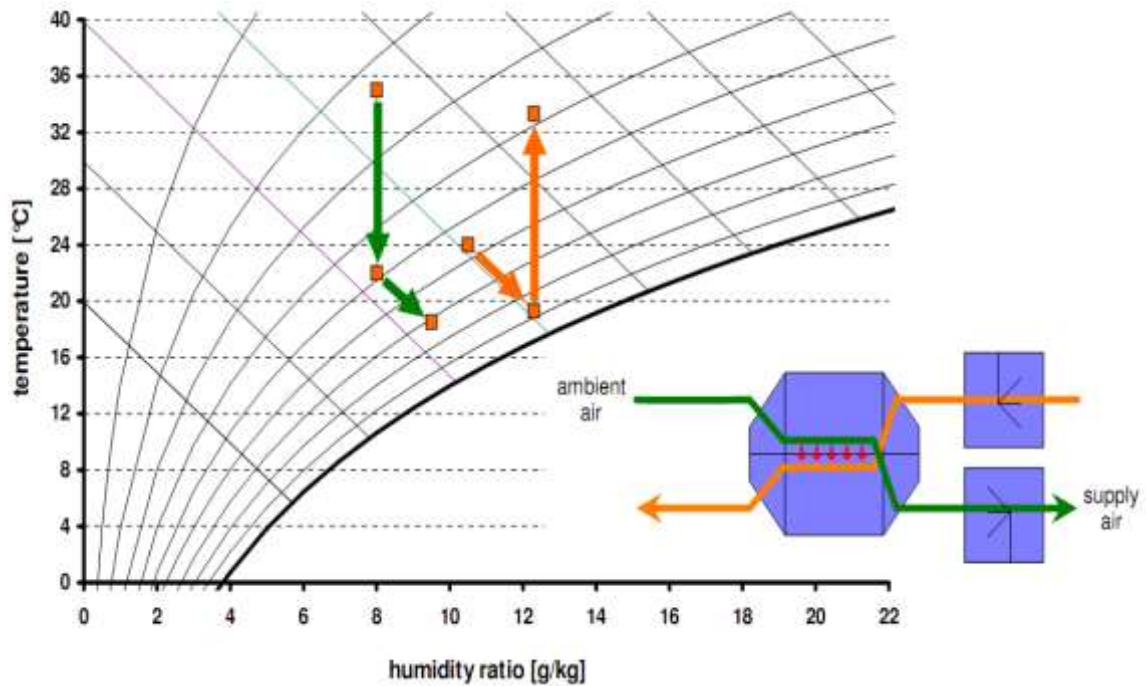 temperature [°C]
40
36
32
28
24
20
16
12
8
4
0
0 2 4 6 8 10 12 14 16 18 20 22
humidity ratio [g/kg]
ambient
air
supply
air